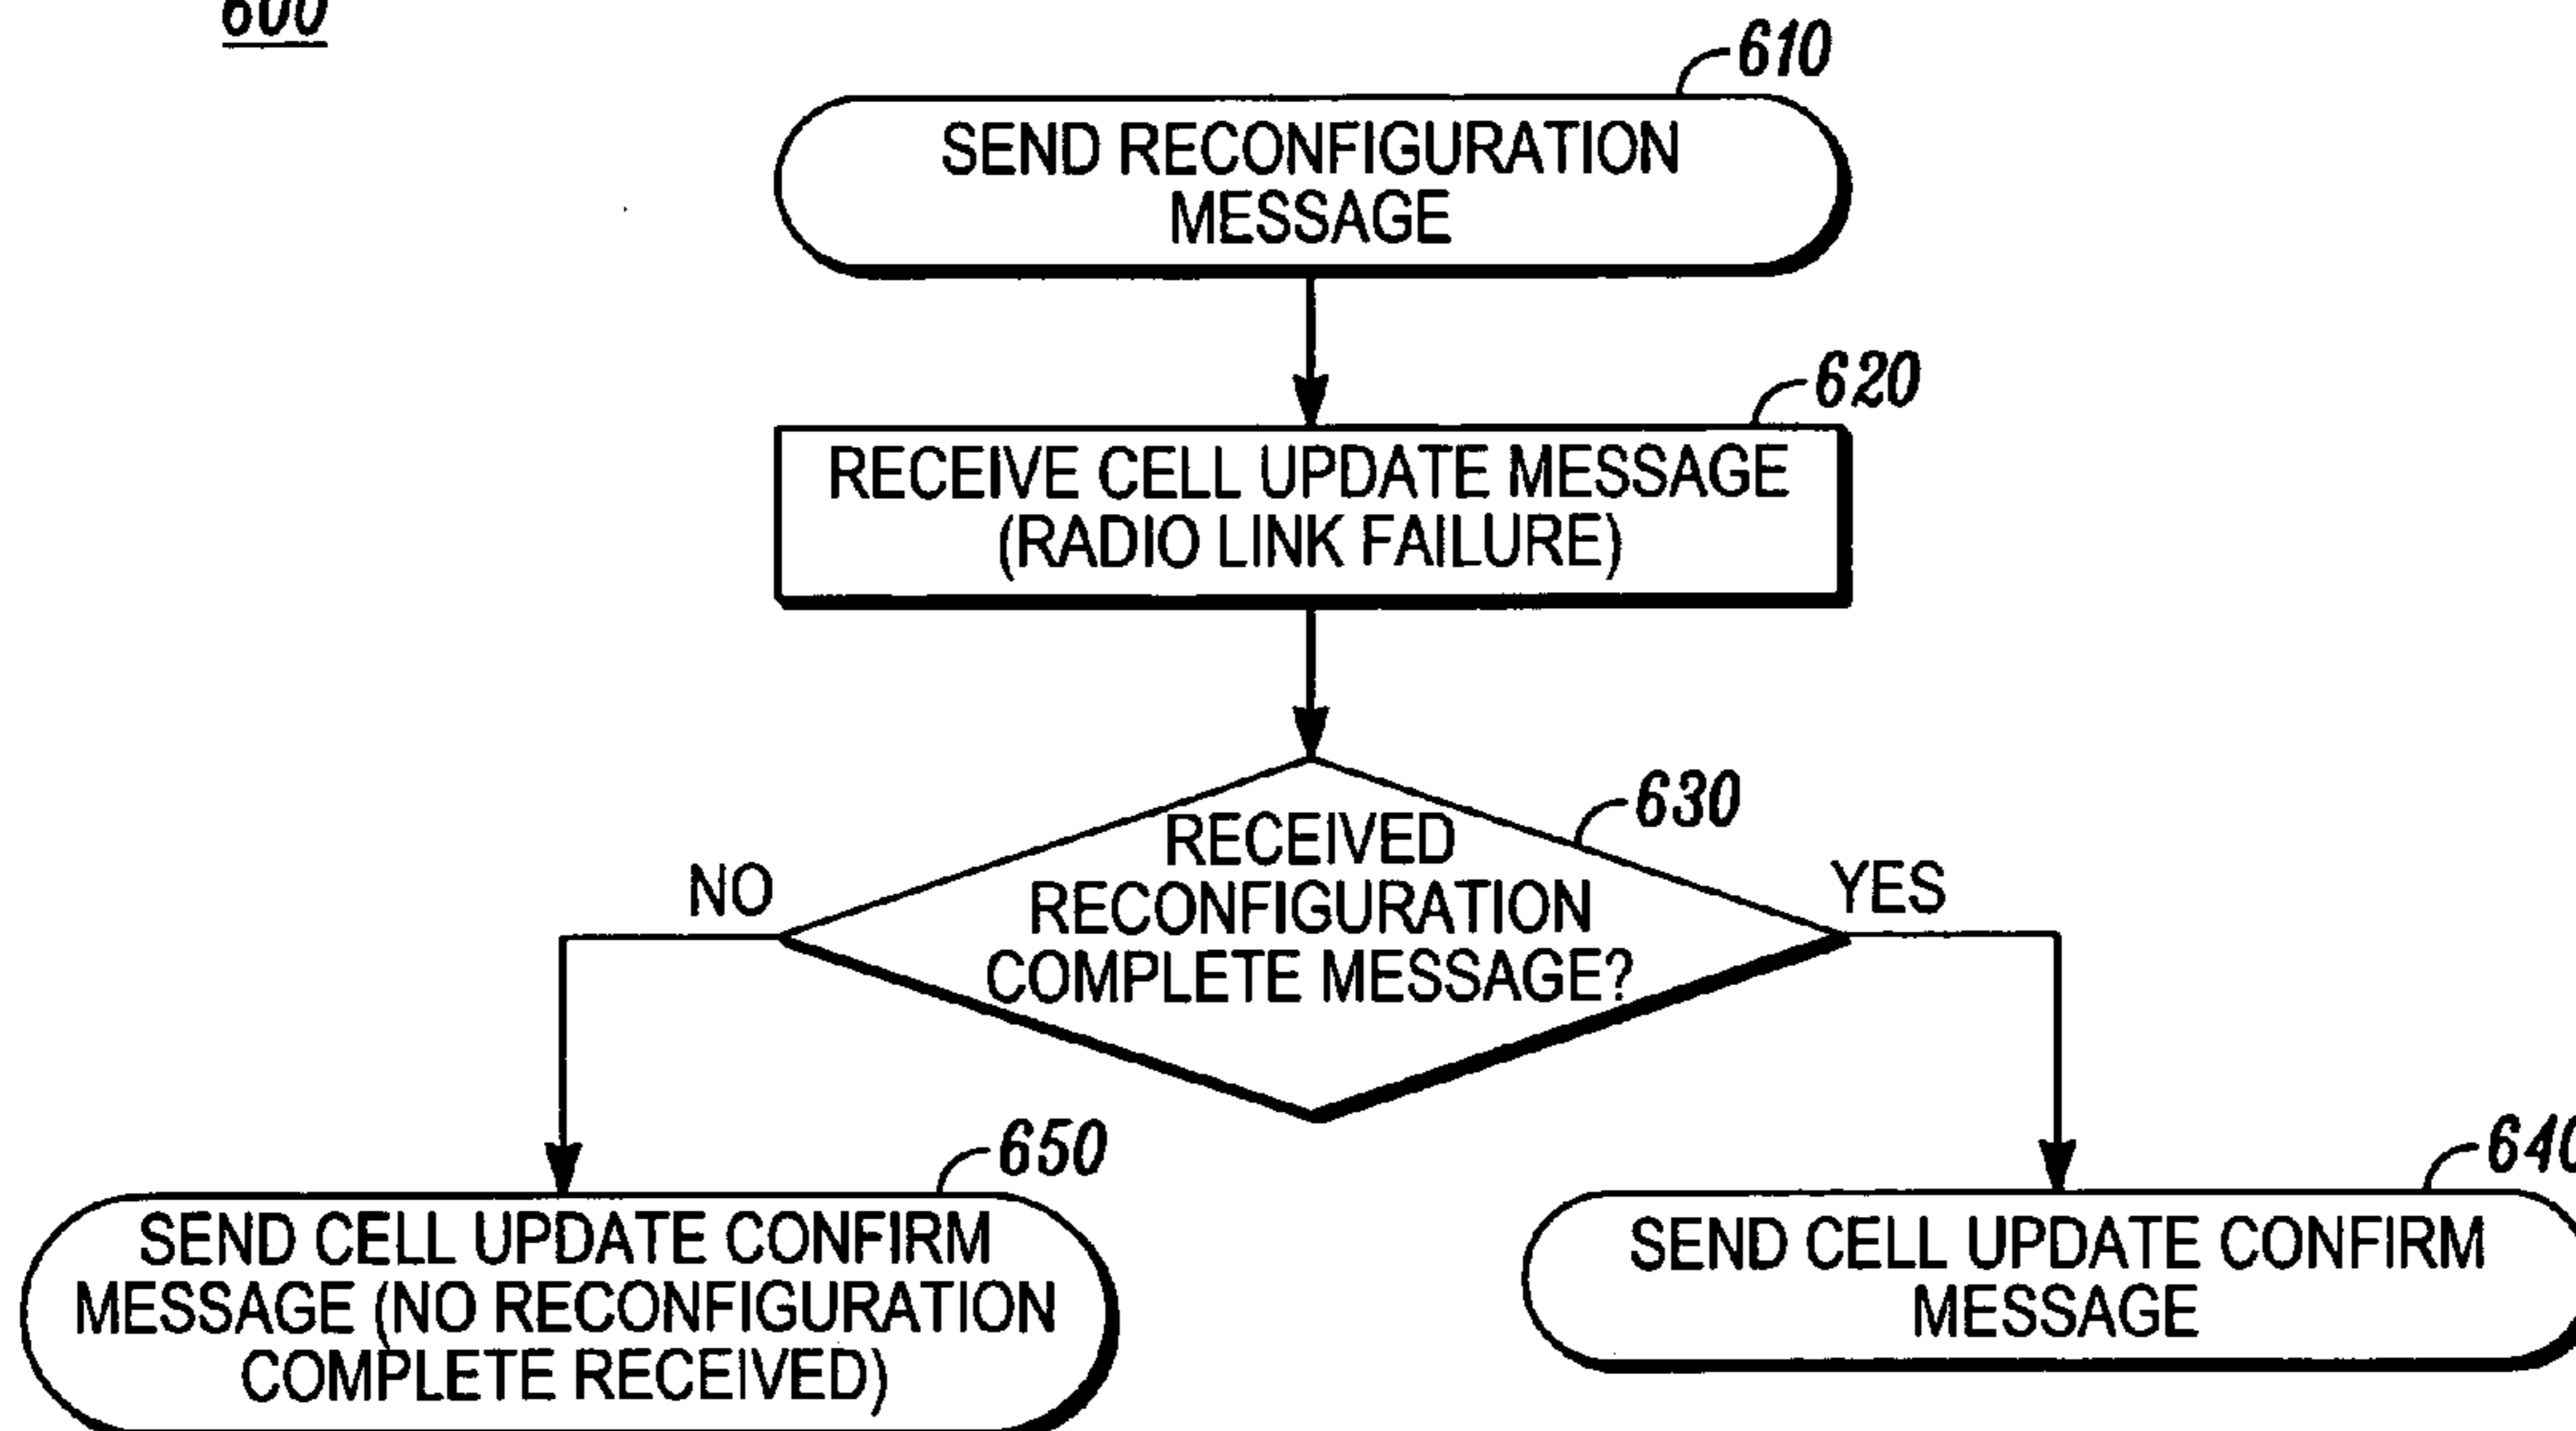 600
610
SEND RECONFIGURATION
MESSAGE
620
RECEIVE CELL UPDATE MESSAGE
(RADIO LINK FAILURE)
630
RECEIVED
RECONFIGURATION
COMPLETE MESSAGE?
NO
YES
650
SEND CELL UPDATE CONFIRM
MESSAGE (NO RECONFIGURATION
COMPLETE RECEIVED)
640
SEND CELL UPDATE CONFIRM
MESSAGE